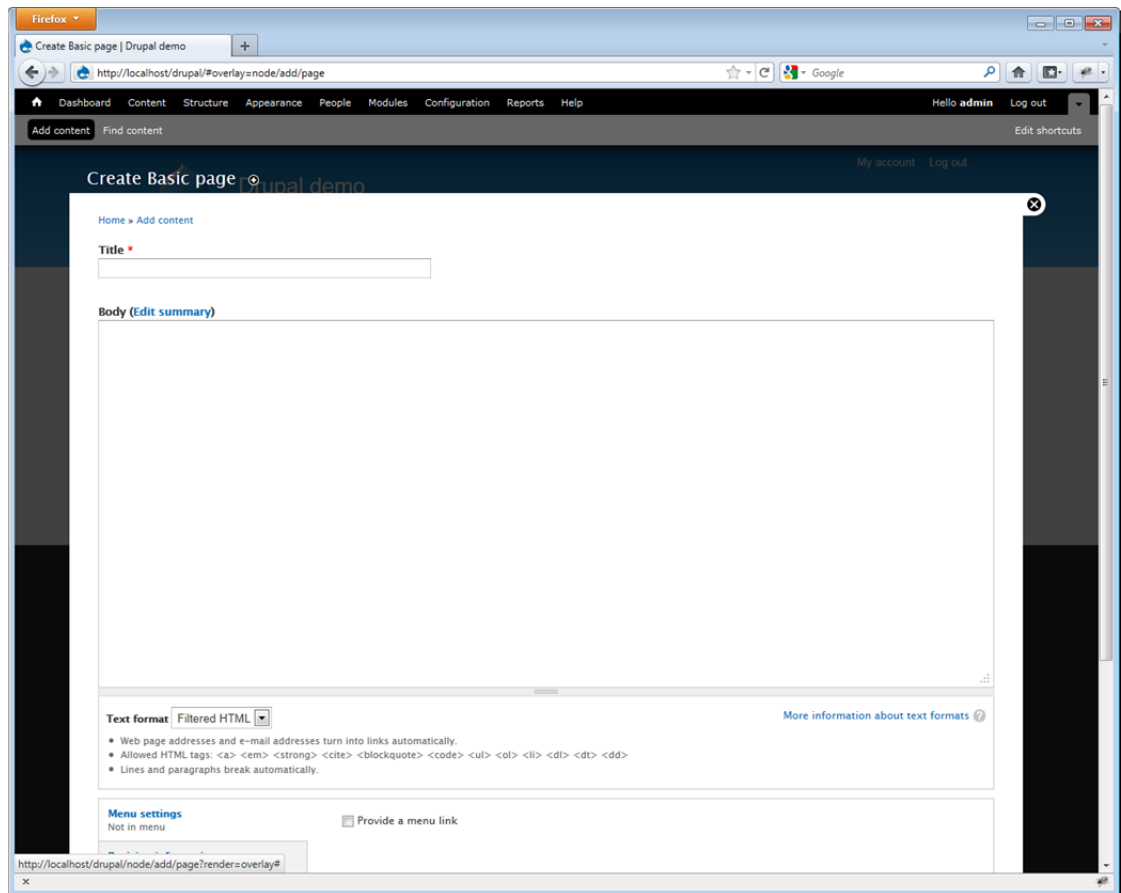 Firefox
Create Basic page | Drupal demo
http://localhost/drupal/#overlay=node/add/page
Google
Dashboard Content Structure Appearance People Modules Configuration Reports Help Hello admin Log out
Add content Find content Edit shortcuts
My account Log out
Create Basic page
Drupal demo
Home » Add content
Title *
Body (Edit summary)
Text format Filtered HTML More information about text formats ?
• Web page addresses and e-mail addresses turn into links automatically.
• Allowed HTML tags: <a> <em> <strong> <cite> <blockquote> <code> <ul> <ol> <li> <dl> <dt> <dd>
• Lines and paragraphs break automatically.
Menu settings
Not in menu
Provide a menu link
http://localhost/drupal/node/add/page?render=overlay#